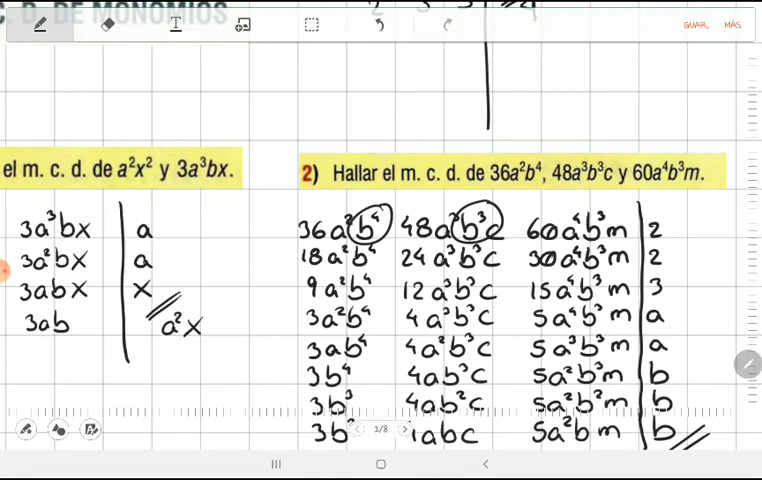 C. D. DE MONOMIOS
GUAR. MÁS
el m. c. d. de a²x² y 3a³bx.
3a³bx | a
3a²bx | a
3abx | x
3ab
a²x
2) Hallar el m. c. d. de 36a²b⁴, 48a³b³c y 60a⁴b³m.
36a²b⁴ 48a³b³c 60a⁴b³m | 2
18a²b⁴ 24a³b³c 30a⁴b³m | 2
9a²b⁴ 12a³b³c 15a⁴b³m | 3
3a²b⁴ 4a³b³c 5a⁴b³m | a
3ab⁴ 4a²b³c 5a³b³m | a
3b⁴ 4ab³c 5a²b³m | b
3b³ 4ab²c 5a²b²m | b
3b² abc 5a²bm | b
1/8